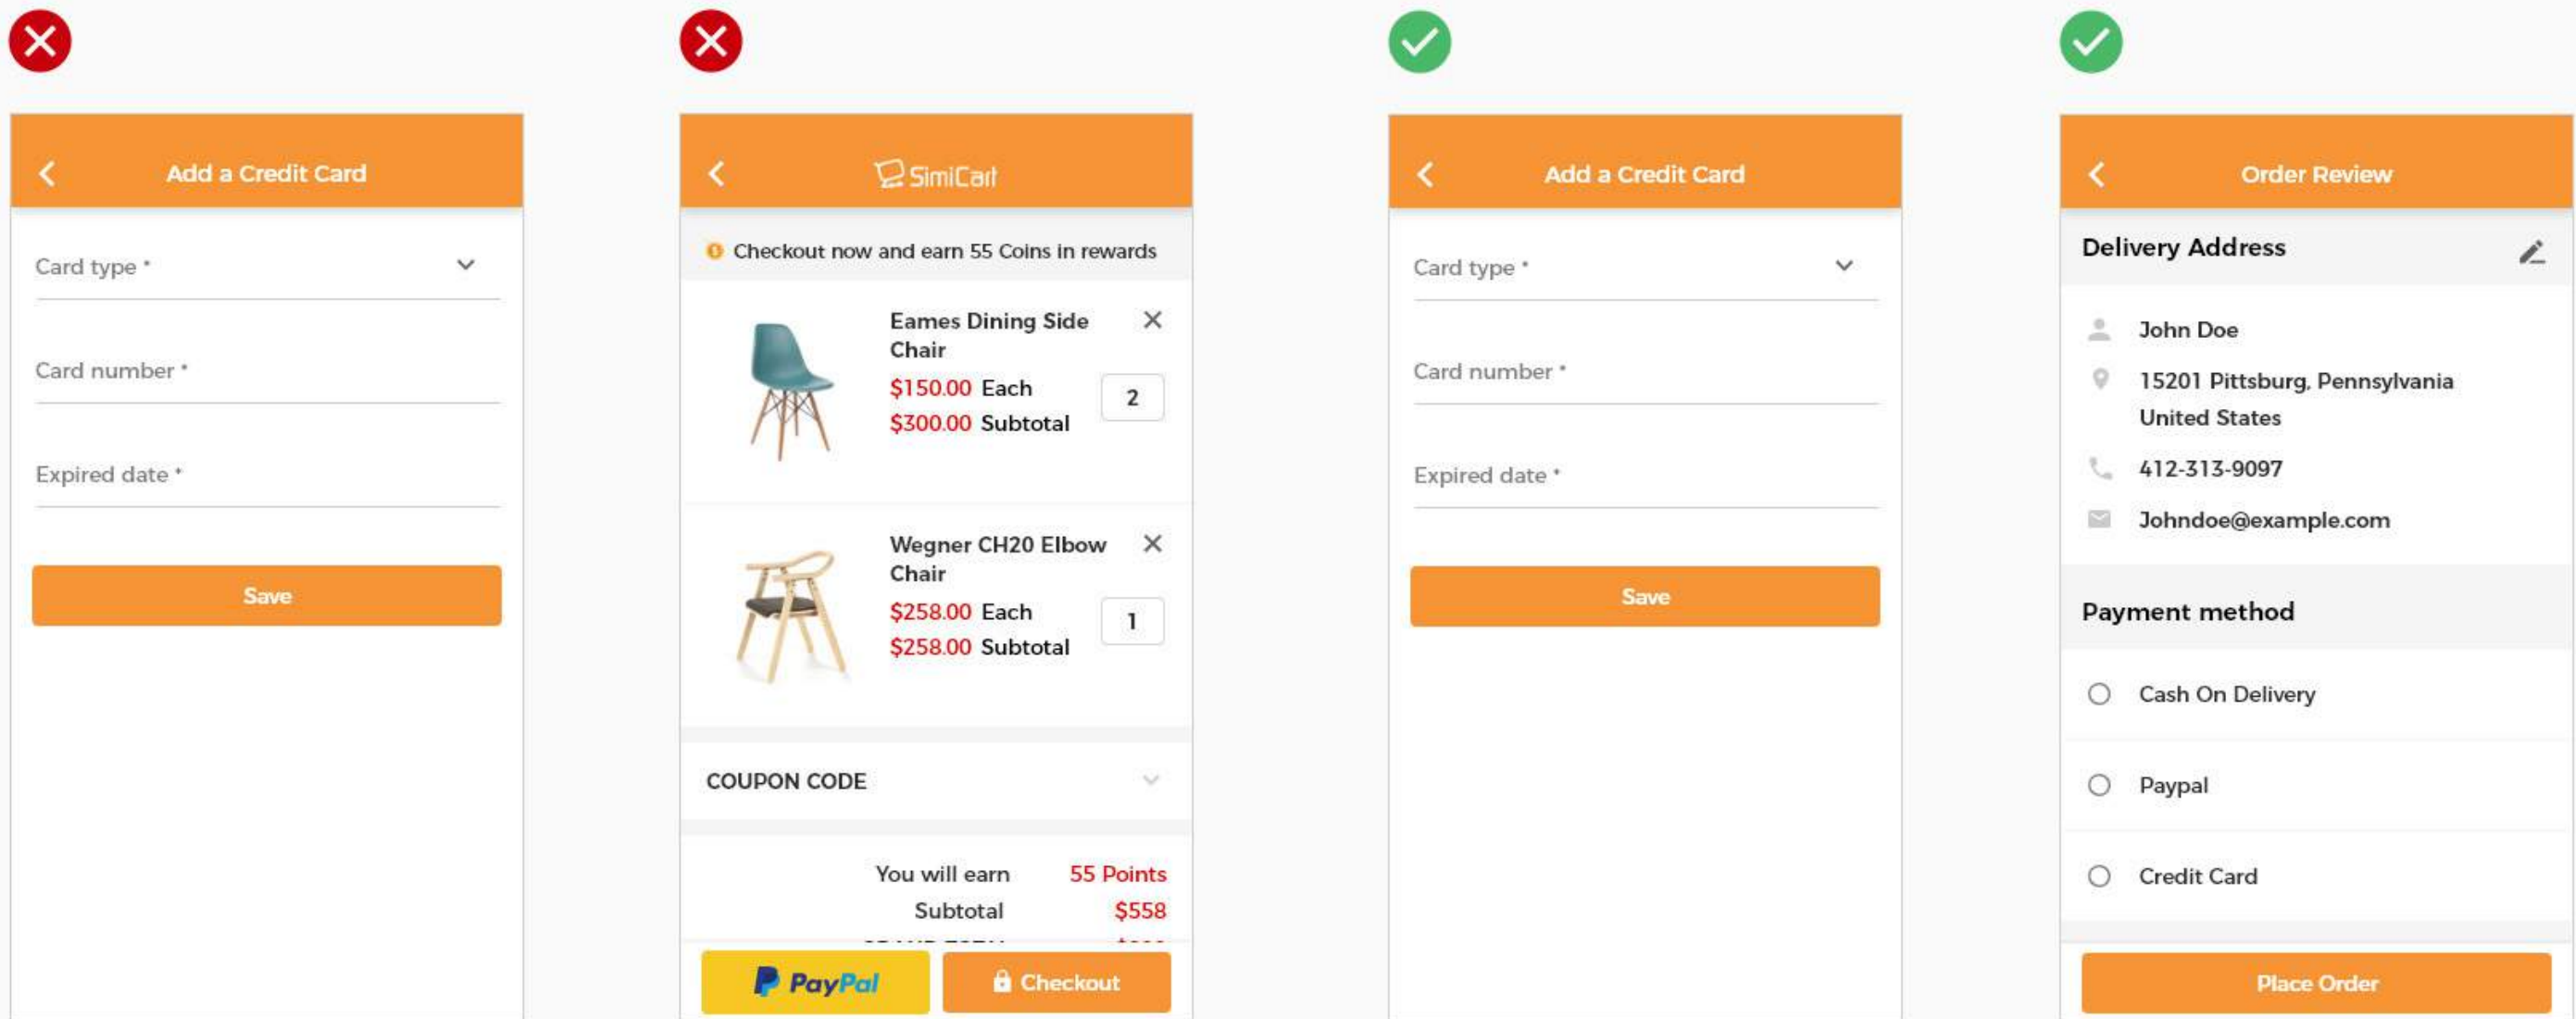 Add a Credit Card
Card type *
Card number *
Expired date *
Save
SimiCart
Checkout now and earn 55 Coins in rewards
Eames Dining Side
Chair
$150.00 Each
$300.00 Subtotal
2
Wegner CH20 Elbow
Chair
$258.00 Each
$258.00 Subtotal
1
COUPON CODE
You will earn 55 Points
Subtotal $558
PayPal
Checkout
Add a Credit Card
Card type *
Card number *
Expired date *
Save
Order Review
Delivery Address
John Doe
15201 Pittsburg, Pennsylvania
United States
412-313-9097
Johndoe@example.com
Payment method
Cash On Delivery
Paypal
Credit Card
Place Order